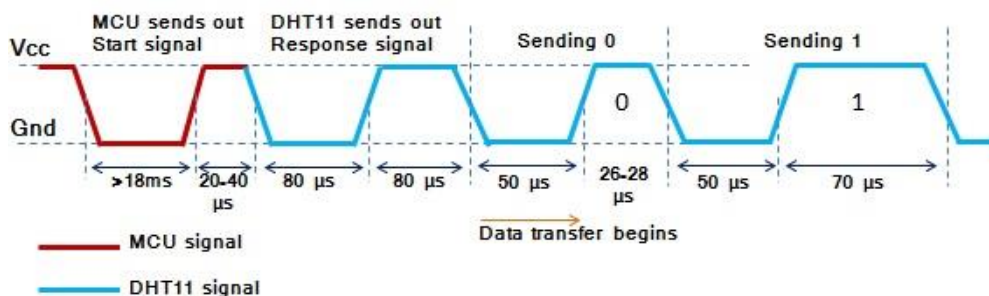 MCU sends out
Start signal
DHT11 sends out
Response signal
Sending 0
Sending 1
Vcc
0
1
Gnd
>18ms
20-40
µs
80 µs
80 µs
50 µs
26-28
µs
50 µs
70 µs
Data transfer begins
MCU signal
DHT11 signal